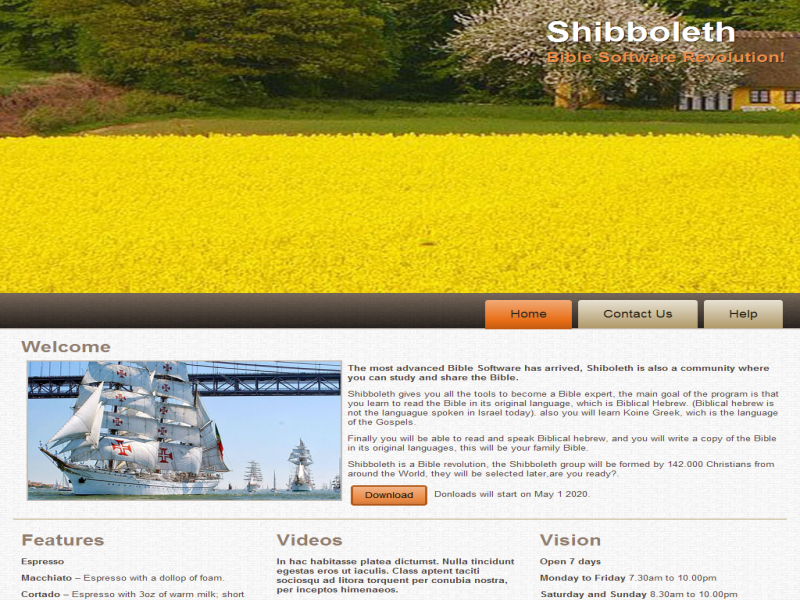 Shibboleth
Bible Software Revolution!
Home
Contact Us
Help
Welcome
The most advanced Bible Software has arrived, Shiboleth is also a community where
you can study and share the Bible.
Shibboleth gives you all the tools to become a Bible expert, the main goal of the program is that
you learn to read the Bible in its original language, which is Biblical Hebrew. (Biblical hebrew is
not the languague spoken in Israel today). also you will learn Koine Greek, wich is the language
of the Gospels.
Finally you will be able to read and speak Biblical hebrew, and you will write a copy of the Bible
in its original languages, this will be your family Bible.
Shibboleth is a Bible revolution, the Shibboleth group will be formed by 142.000 Christians from
around the World, they will be selected later,are you ready?.
Download
Donloads will start on May 1 2020.
Features
Espresso
Macchiato – Espresso with a dollop of foam.
Cortado – Espresso with 3oz of warm milk; short
Videos
In hac habitasse platea dictumst. Nulla tincidunt
egestas eros ut iaculis. Class aptent taciti
sociosqu ad litora torquent per conubia nostra,
per inceptos himenaeos.
Vision
Open 7 days
Monday to Friday 7.30am to 10.00pm
Saturday and Sunday 8.30am to 10.00pm